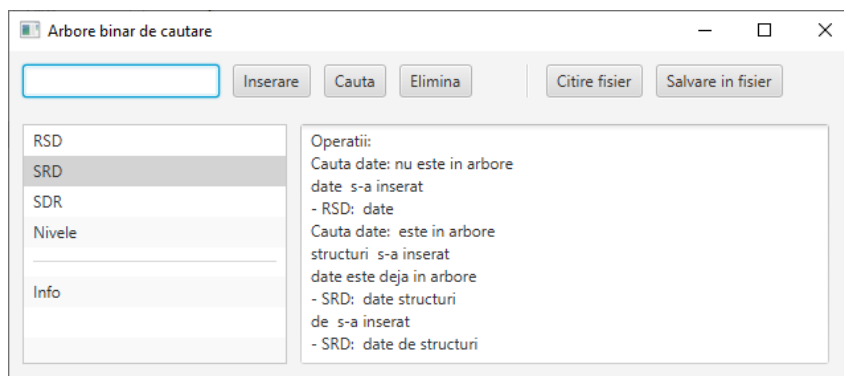 Arbore binar de cautare
Inserare Cauta Elimina Citire fisier Salvare in fisier
RSD
SRD
SDR
Nivele
Info
Operatii:
Cauta date: nu este in arbore
date  s-a inserat
- RSD:  date
Cauta date:  este in arbore
structuri  s-a inserat
date este deja in arbore
- SRD:  date structuri
de  s-a inserat
- SRD:  date de structuri